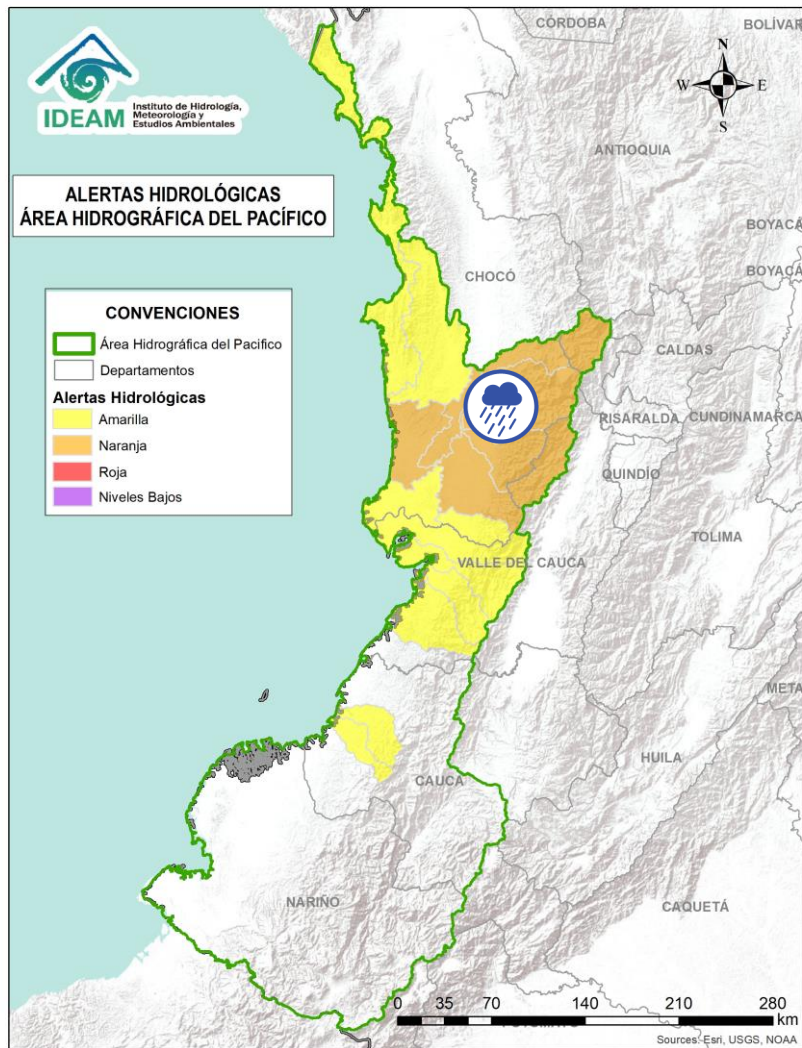 IDEAM
Instituto de Hidrología,
Meteorología y
Estudios Ambientales
ALERTAS HIDROLÓGICAS
ÁREA HIDROGRÁFICA DEL PACÍFICO
CONVENCIONES
Área Hidrográfica del Pacifico
Departamentos
Alertas Hidrológicas
Amarilla
Naranja
Roja
Niveles Bajos
CÓRDOBA
BOLÍVAR
N
W
E
S
ANTIOQUIA
BOYACÁ
CHOCÓ
BOYACÁ
CALDAS
RISARALDA
CUNDINAMARCA
QUINDÍO
TOLIMA
VALLE DEL CAUCA
META
HUILA
CAUCA
NARIÑO
CAQUETÁ
0 35 70 140 210 280
km
Sources: Esri, USGS, NOAA